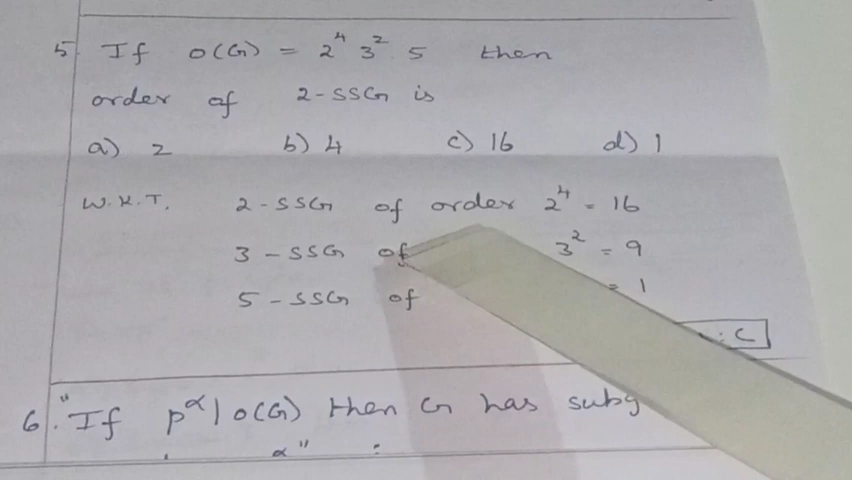 5. If o(G) = 2⁴ 3² . 5 then
order of 2-SSG is
a) 2 b) 4 c) 16 d) 1
W.K.T. 2-SSG of order 2⁴ = 16
3-SSG of 3² = 9
5-SSG of = 1
: C
6. "If p^α | o(G) then G has subg
α" :